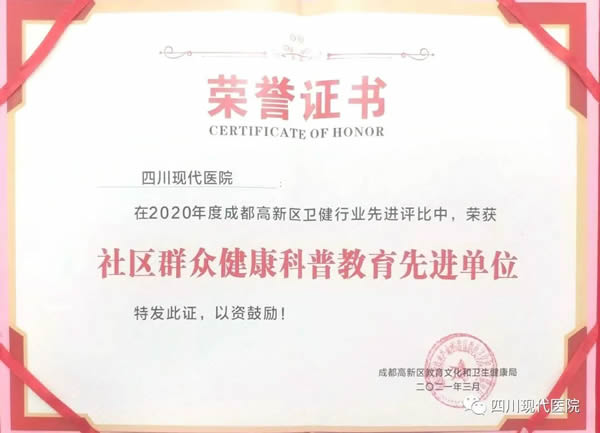 荣誉证书
CERTIFICATE OF HONOR
四川现代医院：
在2020年度成都高新区卫健行业先进评比中，荣获
社区群众健康科普教育先进单位
特发此证，以资鼓励！
成都高新区教育文化和卫生健康局
二〇二一年三月
四川现代医院